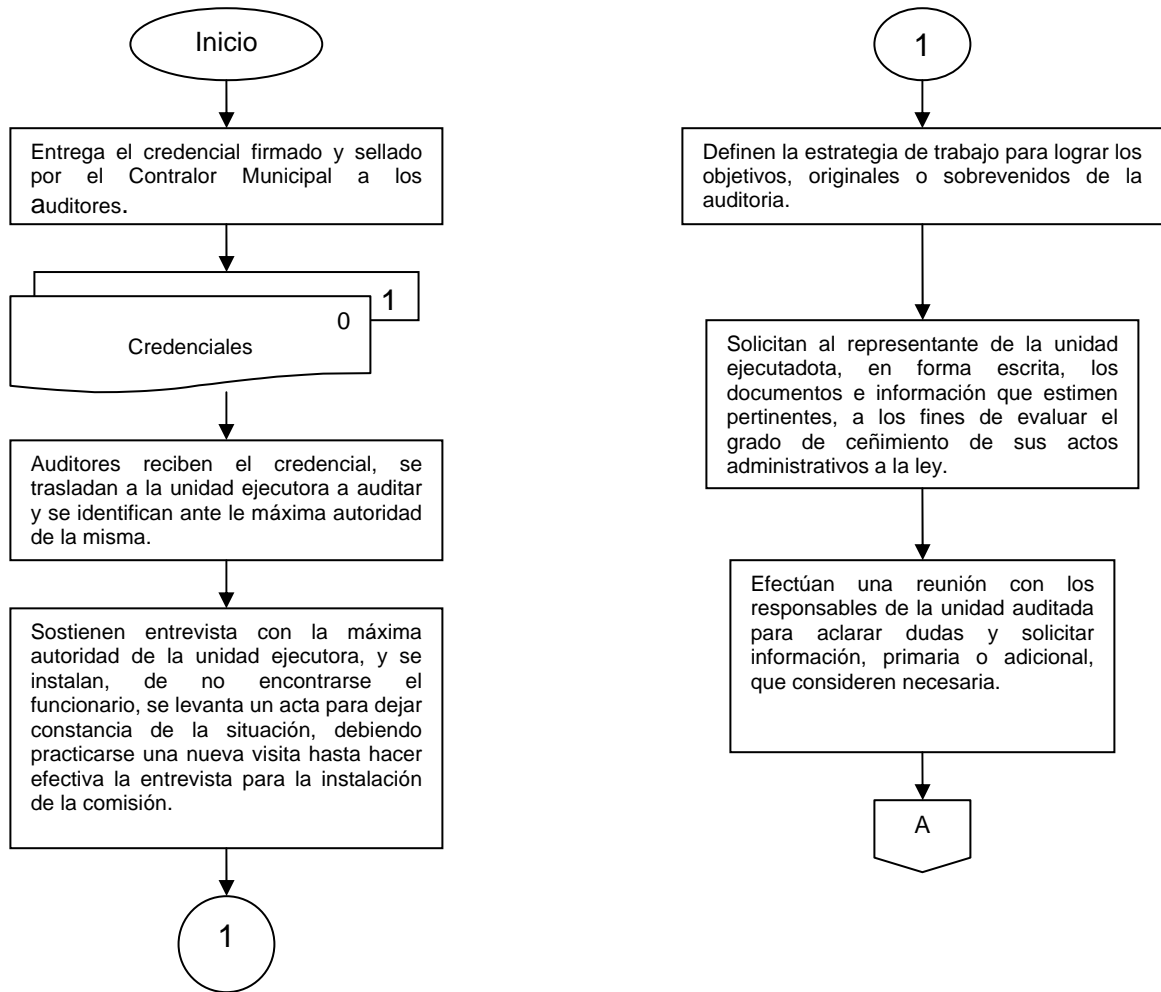 Inicio
Entrega el credencial firmado y sellado
por el Contralor Municipal a los
auditores.
1
0
Credenciales
Auditores reciben el credencial, se
trasladan a la unidad ejecutora a auditar
y se identifican ante le máxima autoridad
de la misma.
Sostienen entrevista con la máxima
autoridad de la unidad ejecutora, y se
instalan, de no encontrarse el
funcionario, se levanta un acta para dejar
constancia de la situación, debiendo
practicarse una nueva visita hasta hacer
efectiva la entrevista para la instalación
de la comisión.
1
1
Definen la estrategia de trabajo para lograr los
objetivos, originales o sobrevenidos de la
auditoria.
Solicitan al representante de la unidad
ejecutadota, en forma escrita, los
documentos e información que estimen
pertinentes, a los fines de evaluar el
grado de ceñimiento de sus actos
administrativos a la ley.
Efectúan una reunión con los
responsables de la unidad auditada
para aclarar dudas y solicitar
información, primaria o adicional,
que consideren necesaria.
A